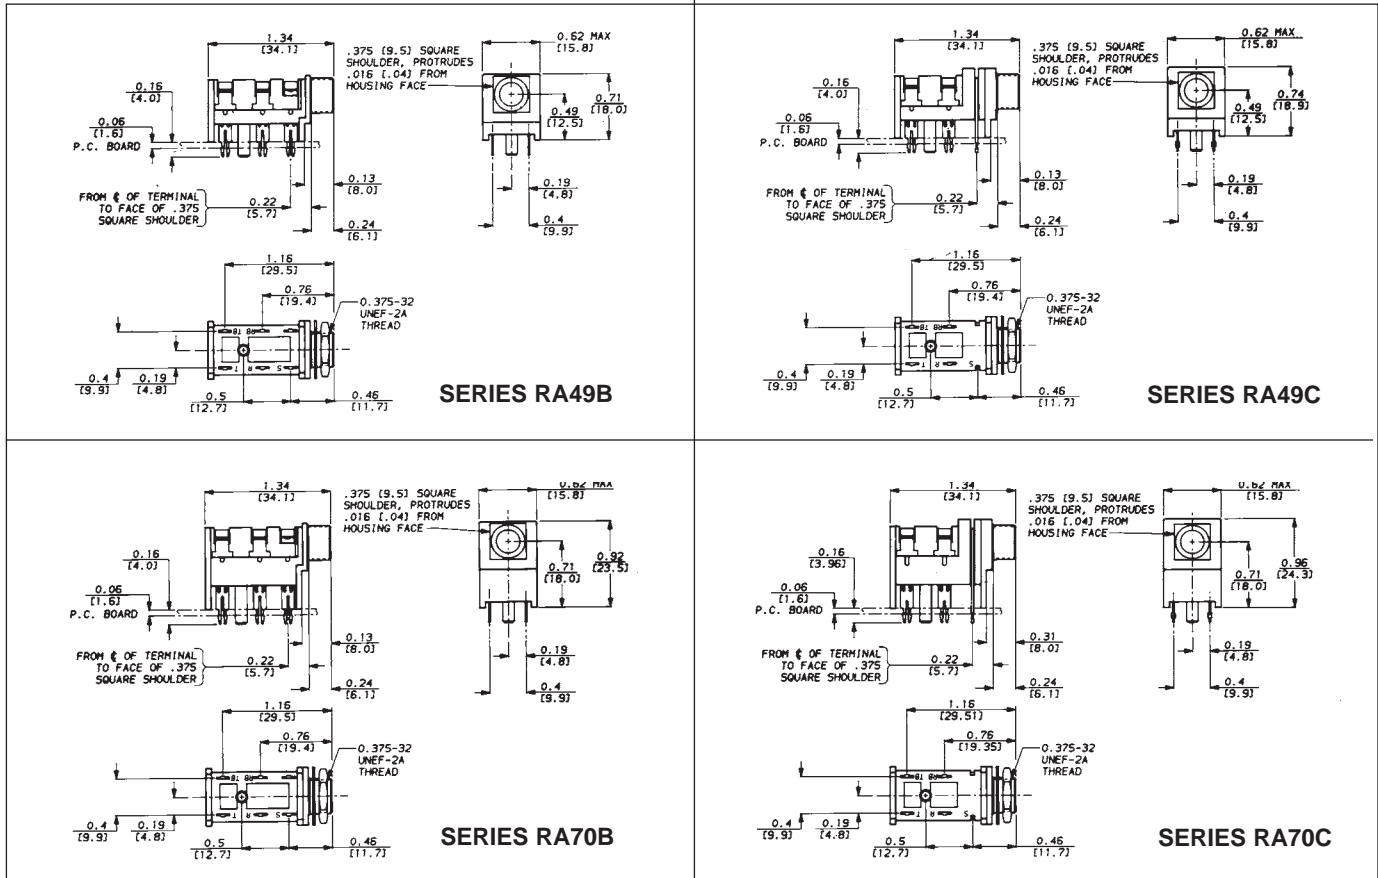 1.34
[34.1]
.375 [9.5] SQUARE
SHOULDER, PROTRUDES
.016 [.04] FROM
HOUSING FACE
0.62 MAX
[15.8]
0.16
[4.0]
0.06
[1.6]
P.C. BOARD
0.71
[18.0]
0.49
[12.5]
0.13
[8.0]
0.19
[4.8]
FROM ℄ OF TERMINAL
TO FACE OF .375
SQUARE SHOULDER
0.22
[5.7]
0.24
[6.1]
0.4
[9.9]
1.16
[29.5]
0.76
[19.4]
0.375-32
UNEF-2A
THREAD
TB
RB
T
R
S
0.4
[9.9]
0.19
[4.8]
0.5
[12.7]
0.46
[11.7]
SERIES RA49B
1.34
[34.1]
.375 [9.5] SQUARE
SHOULDER, PROTRUDES
.016 [.04] FROM
HOUSING FACE
0.62 MAX
[15.8]
0.16
[4.0]
0.06
[1.6]
P.C. BOARD
0.74
[18.9]
0.49
[12.5]
0.13
[8.0]
0.19
[4.8]
FROM ℄ OF TERMINAL
TO FACE OF .375
SQUARE SHOULDER
0.22
[5.7]
0.24
[6.1]
0.4
[9.9]
1.16
[29.5]
0.76
[19.4]
0.375-32
UNEF-2A
THREAD
TB
RB
T
R
S
0.4
[9.9]
0.19
[4.8]
0.5
[12.7]
0.46
[11.7]
SERIES RA49C
1.34
[34.1]
.375 [9.5] SQUARE
SHOULDER, PROTRUDES
.016 [.04] FROM
HOUSING FACE
0.62 MAX
[15.8]
0.16
[4.0]
0.06
[1.6]
P.C. BOARD
0.92
[23.5]
0.71
[18.0]
0.13
[8.0]
0.19
[4.8]
FROM ℄ OF TERMINAL
TO FACE OF .375
SQUARE SHOULDER
0.22
[5.7]
0.24
[6.1]
0.4
[9.9]
1.16
[29.5]
0.76
[19.4]
0.375-32
UNEF-2A
THREAD
TB
RB
T
R
S
0.4
[9.9]
0.19
[4.8]
0.5
[12.7]
0.46
[11.7]
SERIES RA70B
1.34
[34.1]
.375 [9.5] SQUARE
SHOULDER, PROTRUDES
.016 [.04] FROM
HOUSING FACE
0.62 MAX
[15.8]
0.16
[3.96]
0.06
[1.6]
P.C. BOARD
0.96
[24.3]
0.71
[18.0]
0.31
[8.0]
0.19
[4.8]
FROM ℄ OF TERMINAL
TO FACE OF .375
SQUARE SHOULDER
0.22
[5.7]
0.24
[6.1]
0.4
[9.9]
1.16
[29.51]
0.76
[19.35]
0.375-32
UNEF-2A
THREAD
TB
RB
T
R
S
0.4
[9.9]
0.19
[4.8]
0.5
[12.7]
0.46
[11.7]
SERIES RA70C